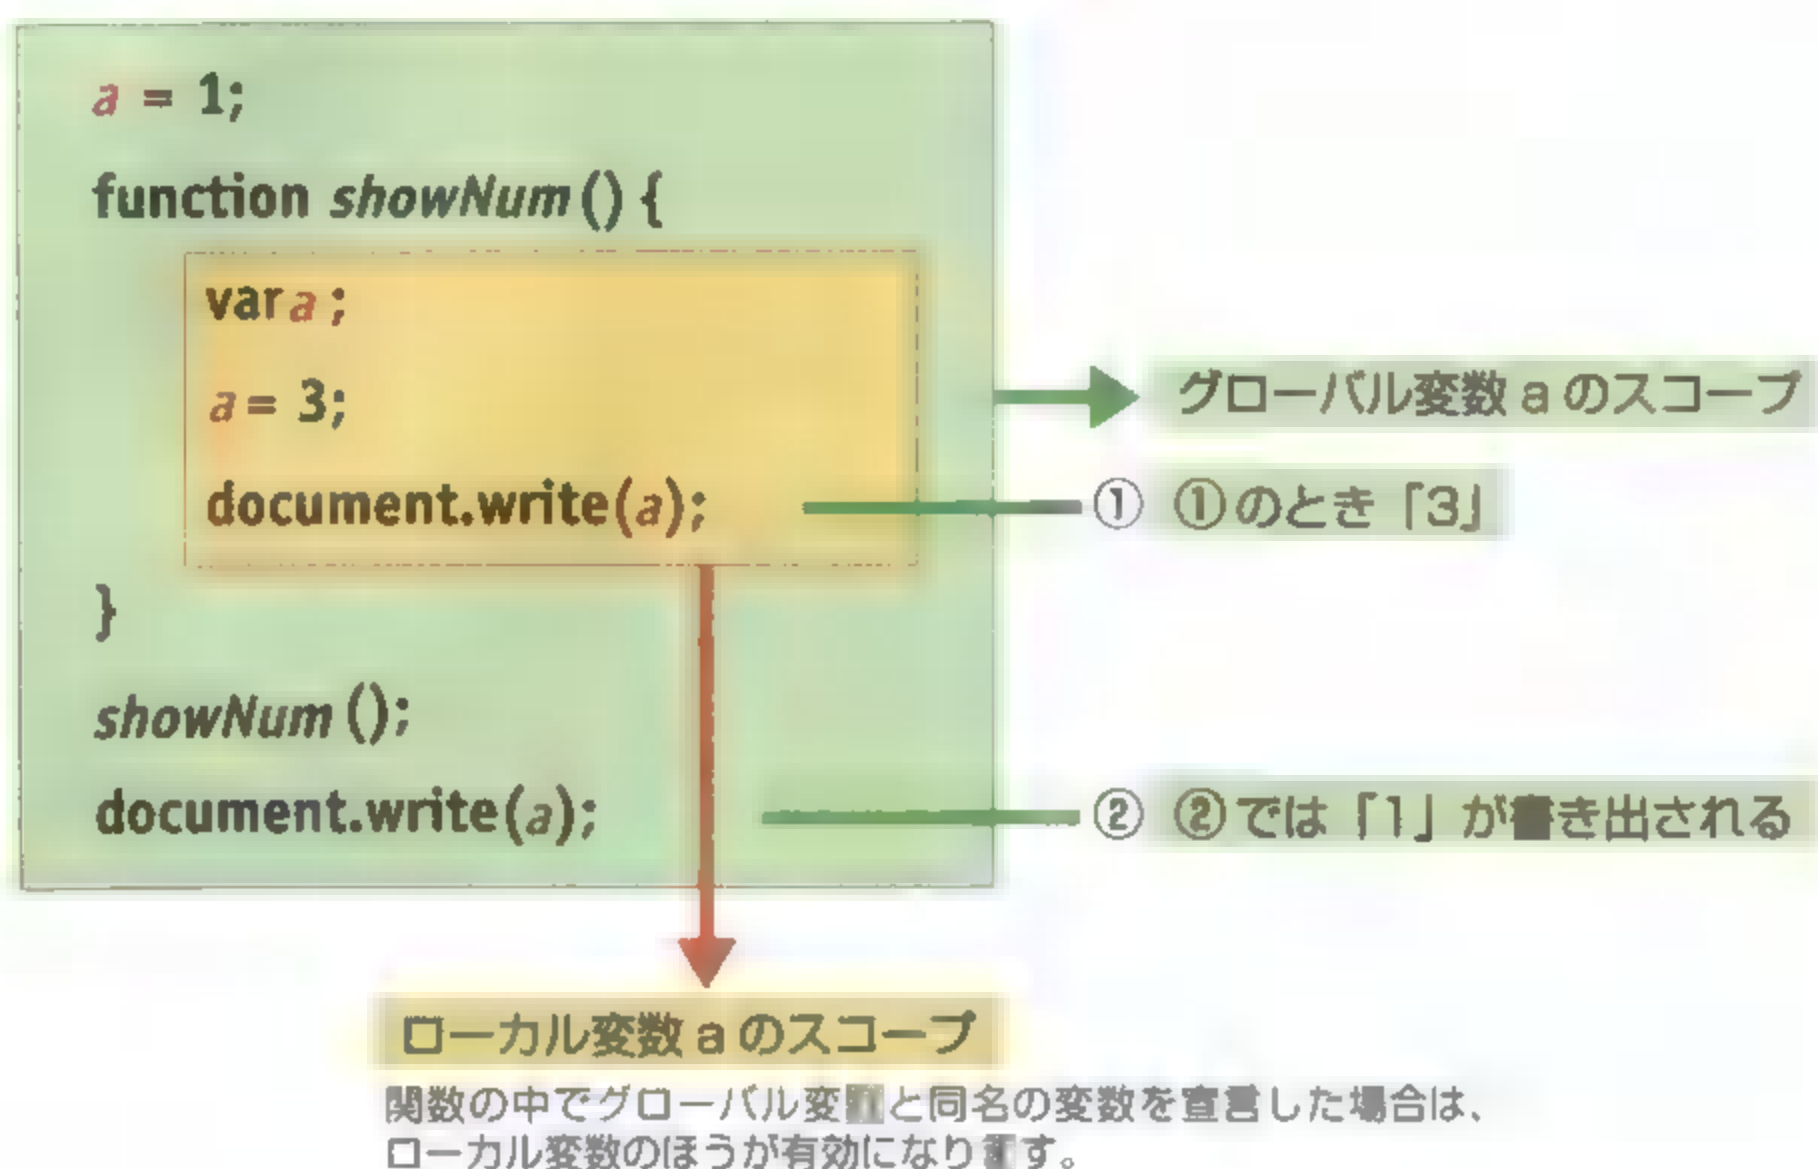 a = 1;
function showNum() {
var a ;
a = 3;
document.write(a);
}
showNum ();
document.write(a);
グローバル変数 a のスコープ
① ①のとき「3」
② ②では「1」が書き出される
ローカル変数 a のスコープ
関数の中でグローバル変数と同名の変数を宣言した場合は、
ローカル変数のほうが有効になります。